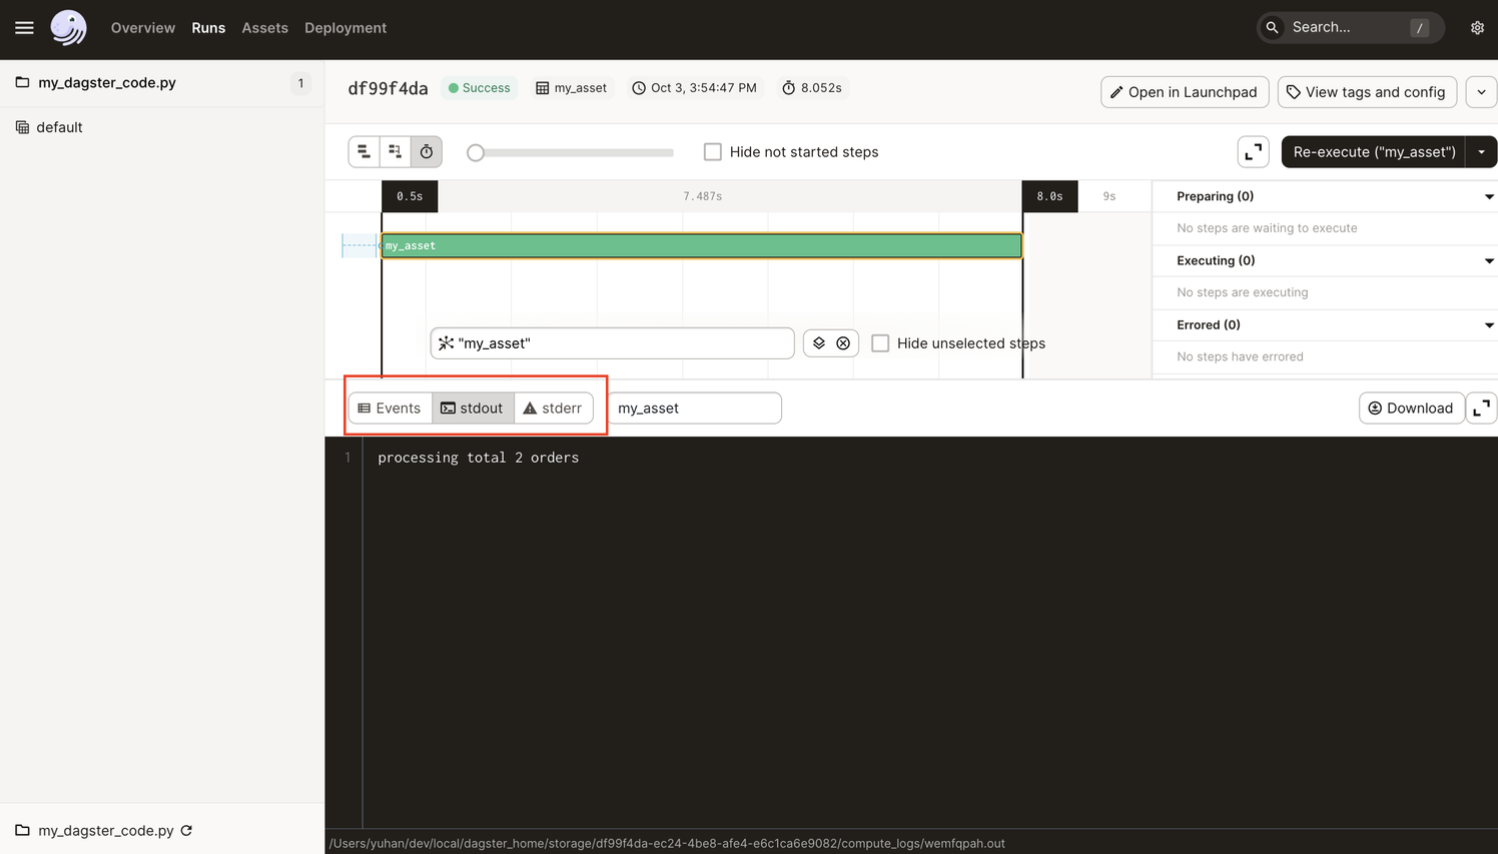 Overview Runs Assets Deployment Search... /
my_dagster_code.py 1
default
df99f4da Success my_asset Oct 3, 3:54:47 PM 8.052s Open in Launchpad View tags and config
Hide not started steps Re-execute ("my_asset")
0.5s 7.487s 8.0s 9s
my_asset
"my_asset" Hide unselected steps
Preparing (0)
No steps are waiting to execute
Executing (0)
No steps are executing
Errored (0)
No steps have errored
Events stdout stderr my_asset Download
1 processing total 2 orders
my_dagster_code.py
/Users/yuhan/dev/local/dagster_home/storage/df99f4da-ec24-4be8-afe4-e6c1ca6e9082/compute_logs/wemfqpah.out